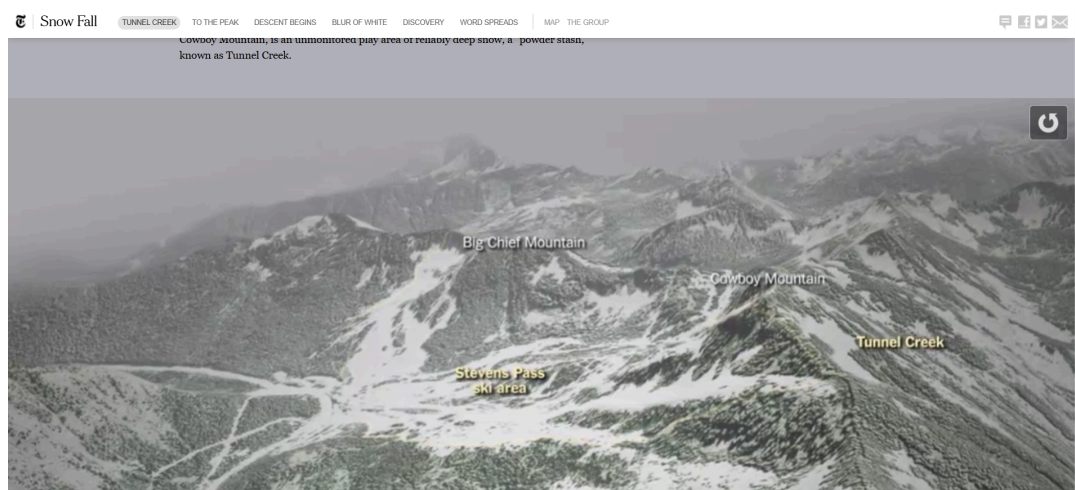 Snow Fall TUNNEL CREEK TO THE PEAK DESCENT BEGINS BLUR OF WHITE DISCOVERY WORD SPREADS MAP THE GROUP
Cowboy Mountain, is an unmonitored play area of reliably deep snow, a “powder stash,”
known as Tunnel Creek.
Big Chief Mountain
Cowboy Mountain
Tunnel Creek
Stevens Pass
ski area